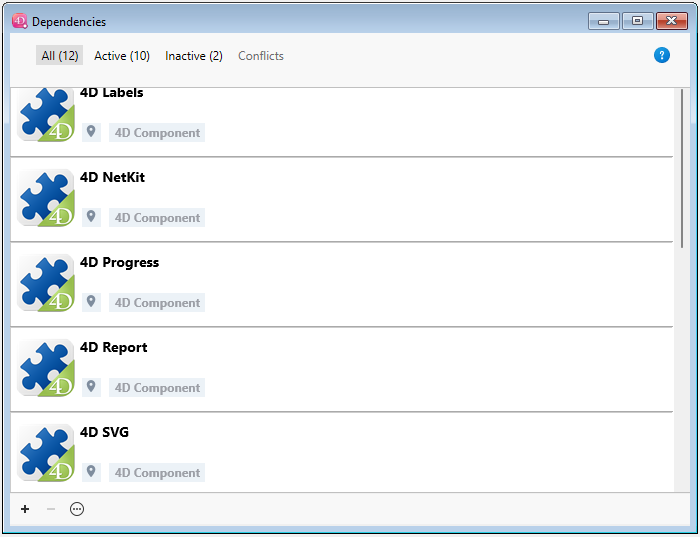 Dependencies
All (12) Active (10) Inactive (2) Conflicts ?
4D Labels
4D Component
4D NetKit
4D Component
4D Progress
4D Component
4D Report
4D Component
4D SVG
4D Component